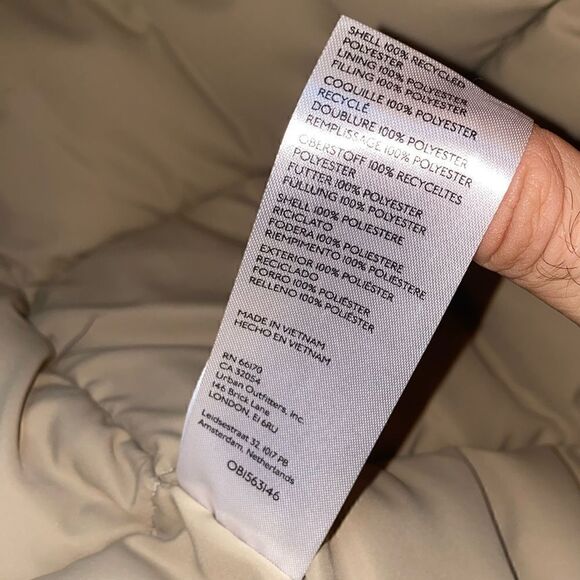 SHELL 100% RECYCLED
POLYESTER
LINING 100% POLYESTER
FILLING 100% POLYESTER
COQUILLE 100% POLYESTER
RECYCLÉ
DOUBLURE 100% POLYESTER
REMPLISSAGE 100% POLYESTER
OBERSTOFF 100% RECYCELTES
POLYESTER
FUTTER 100% POLYESTER
FÜLLUNG 100% POLYESTER
SHELL 100% POLIESTERE
RICICLATO
FODERA 100% POLIESTERE
RIEMPIMENTO 100% POLIESTERE
EXTERIOR 100% POLIÉSTER
RECICLADO
FORRO 100% POLIÉSTER
RELLENO 100% POLIÉSTER
MADE IN VIETNAM
HECHO EN VIETNAM
RN 66170
CA 32054
Urban Outfitters, Inc.
146 Brick Lane
LONDON, E1 6RU
Leidsestraat 32, 1017 PB
Amsterdam, Netherlands
OB1563146